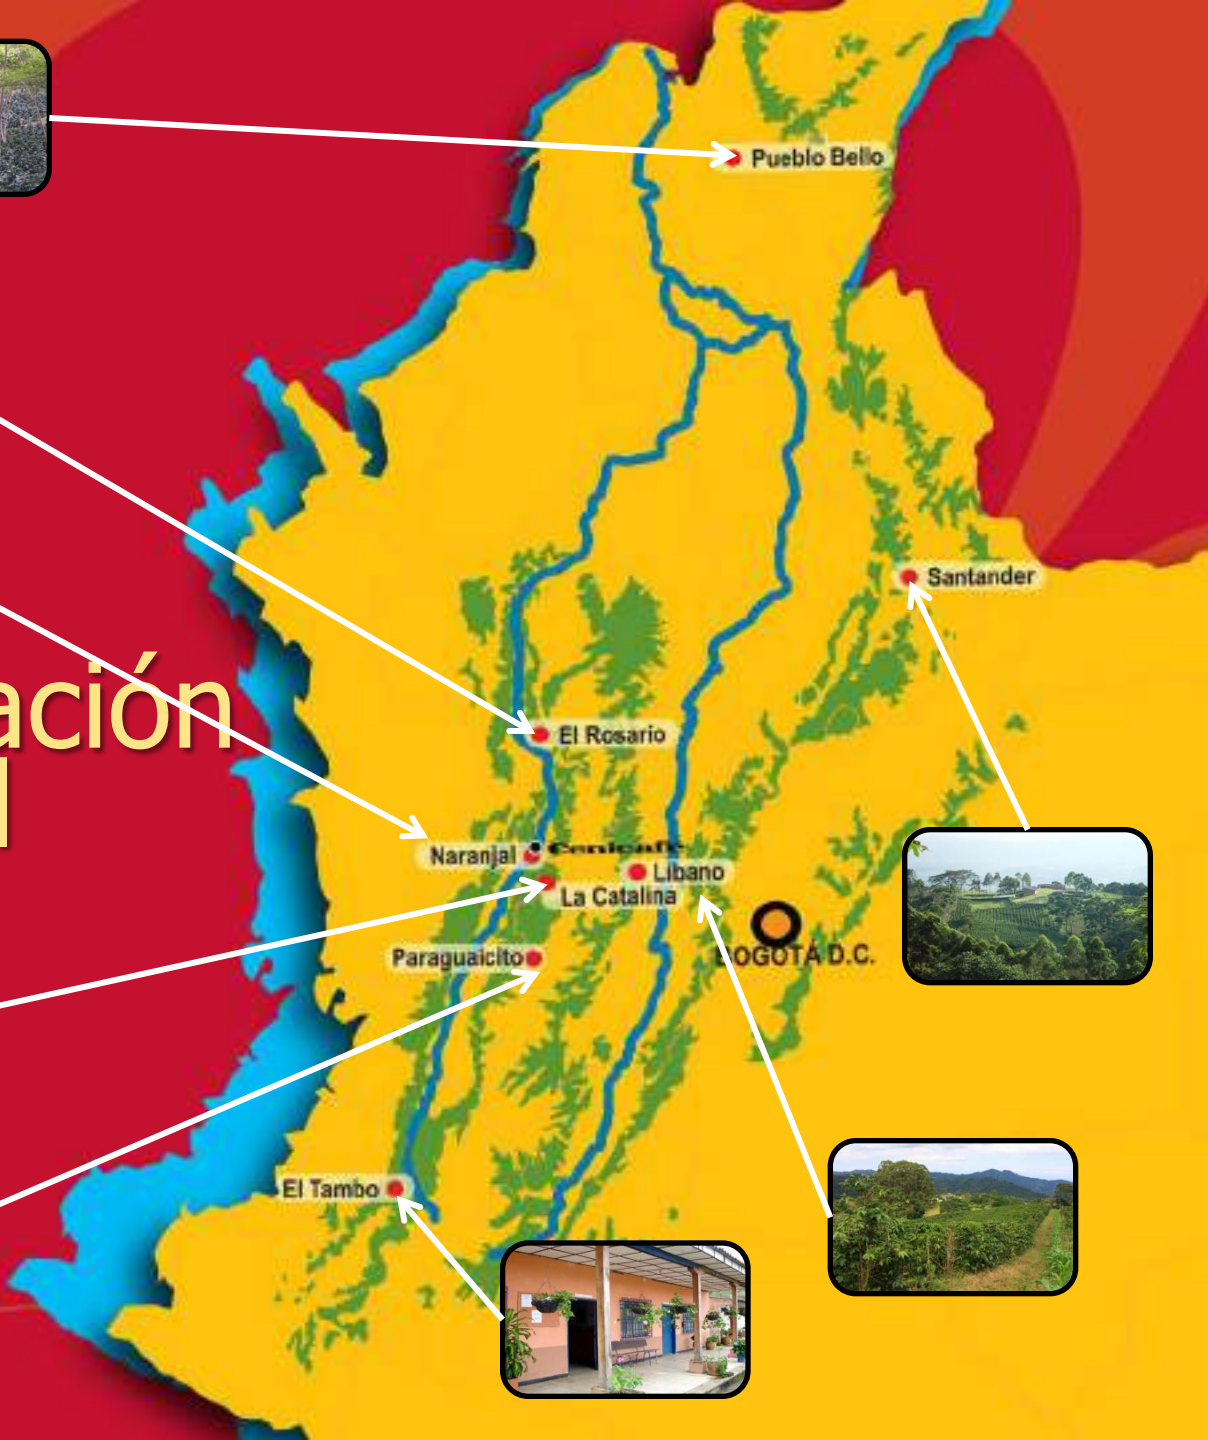 Pueblo Bello
Santander
ación
El Rosario
Naranjal
Cenicafé
Líbano
La Catalina
BOGOTÁ D.C.
Paraguaicito
El Tambo